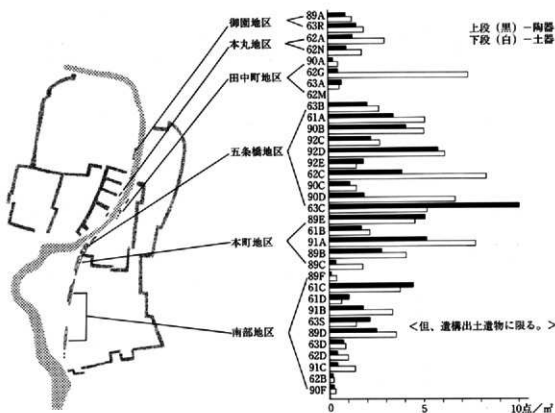 上段（黒）－陶器
下段（白）－土器
御園地区
本丸地区
田中町地区
五条橋地区
本町地区
南部地区
89A
63R
62A
62N
90A
62G
63A
62M
63B
61A
90B
92C
92D
92E
62C
90C
90D
63C
89E
61B
91A
89B
89C
89F
61C
61D
91B
63S
89D
63D
62D
91C
62B
90F
＜但、遺構出土遺物に限る。＞
0 5 10点／㎡